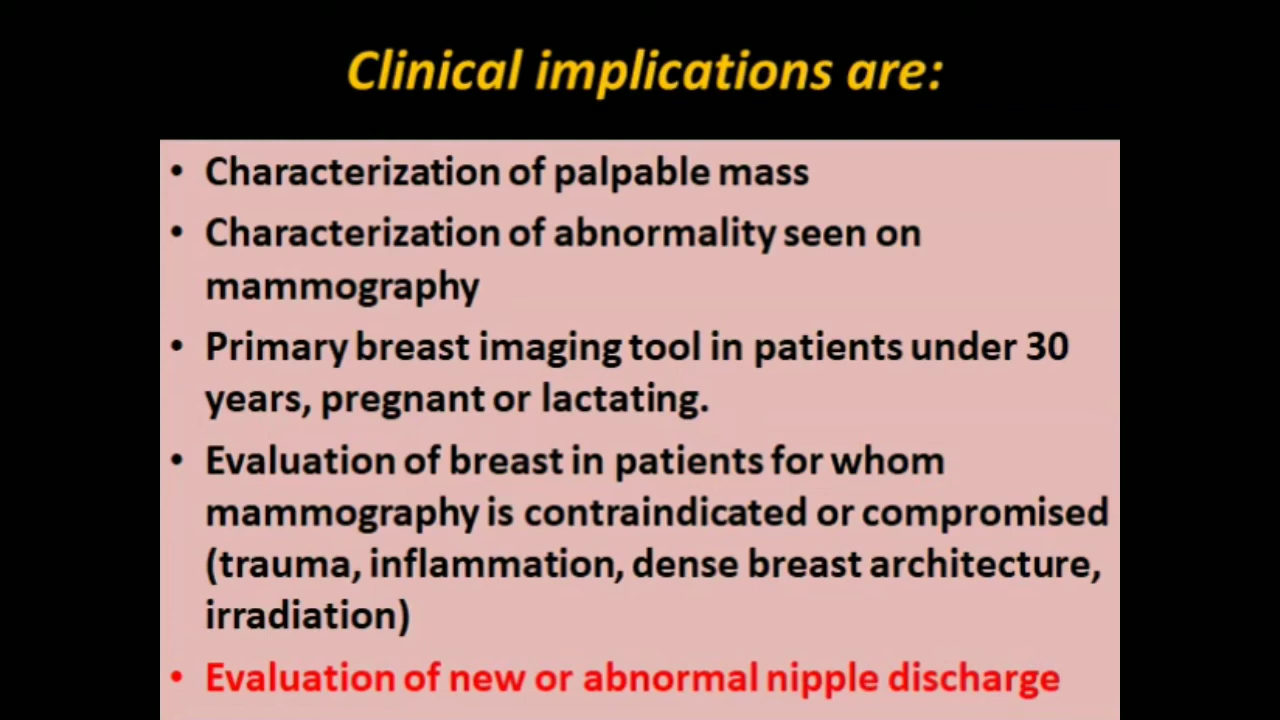 Clinical implications are:
• Characterization of palpable mass
• Characterization of abnormality seen on
mammography
• Primary breast imaging tool in patients under 30
years, pregnant or lactating.
• Evaluation of breast in patients for whom
mammography is contraindicated or compromised
(trauma, inflammation, dense breast architecture,
irradiation)
• Evaluation of new or abnormal nipple discharge